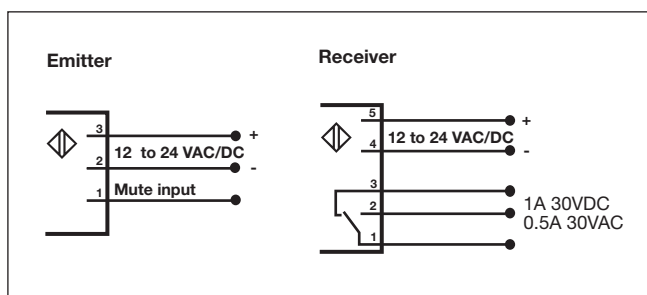 Emitter
3
+
12 to 24 VAC/DC
2
-
1
Mute input
Receiver
5
+
12 to 24 VAC/DC
4
-
3
2
1
1A 30VDC
0.5A 30VAC